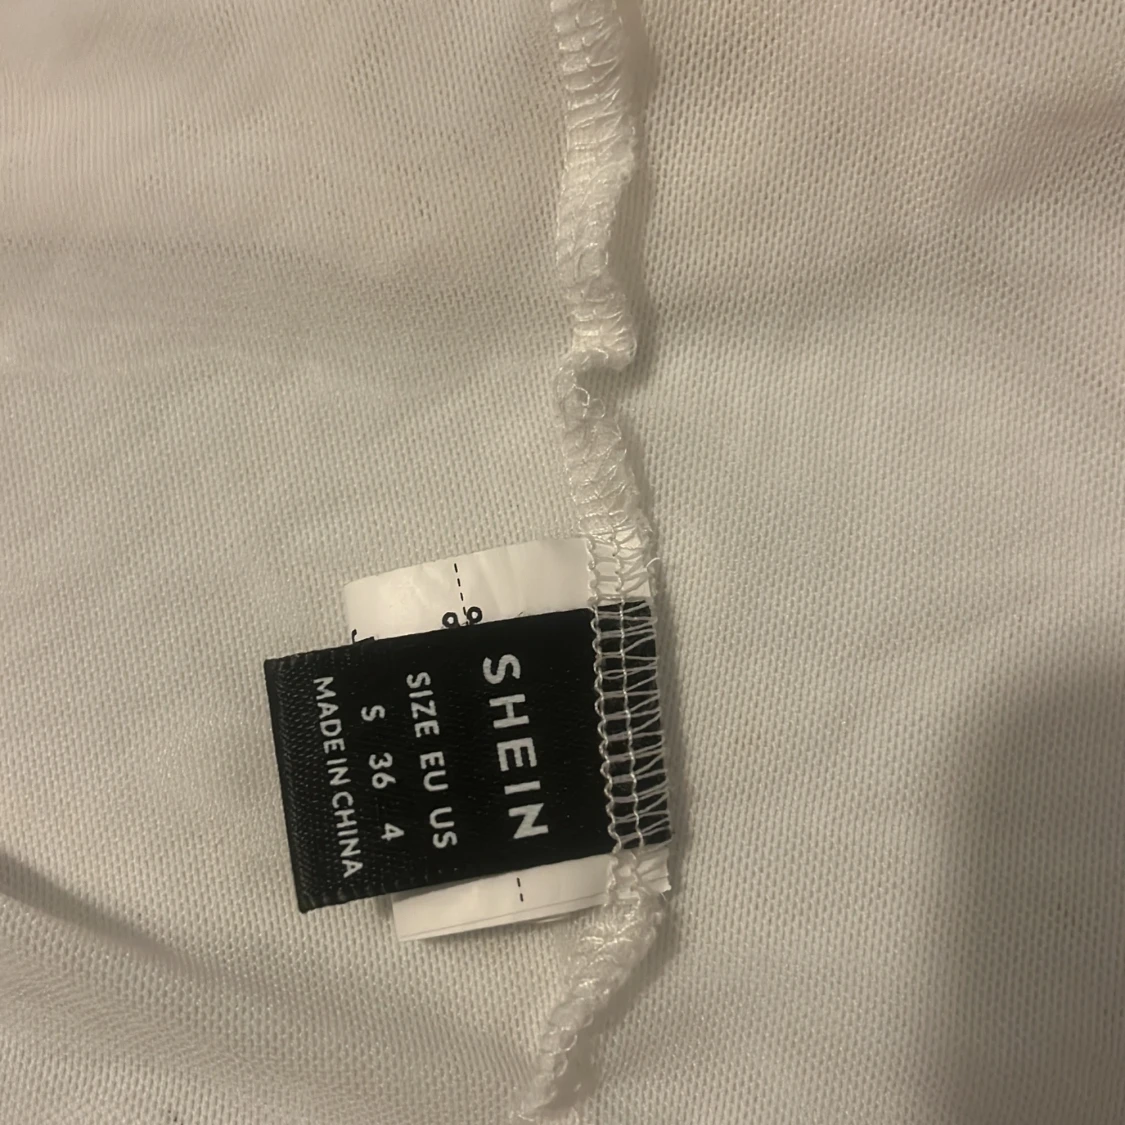 SHEIN
SIZE EU US
S 36 4
MADE IN CHINA